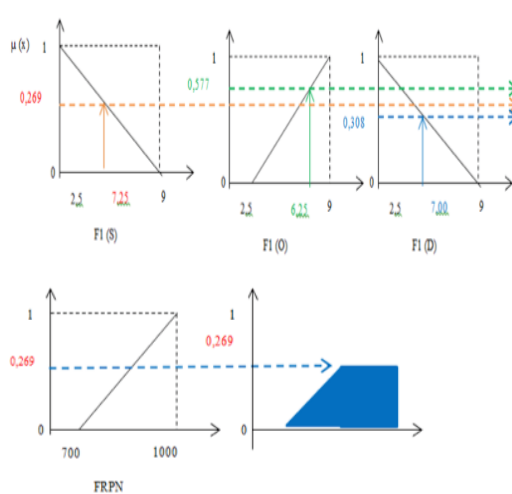 μ (x)
1
0,269
0
2,5 7,25 9
F1 (S)
1
0,577
0
2,5 6,25 9
F1 (O)
1
0,308
0
2,5 7,00 9
F1 (D)
1
0,269
0
700 1000
FRPN
1
0,269
0